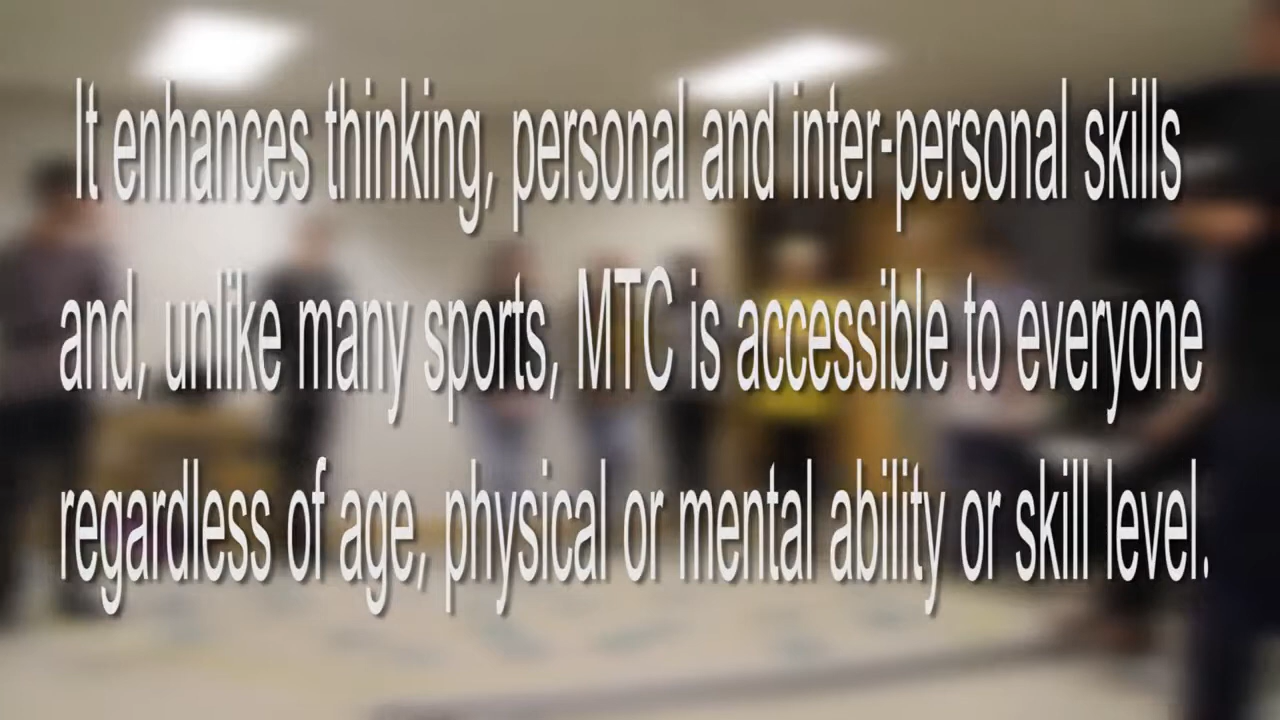 It enhances thinking, personal and inter-personal skills
and, unlike many sports, MTC is accessible to everyone
regardless of age, physical or mental ability or skill level.